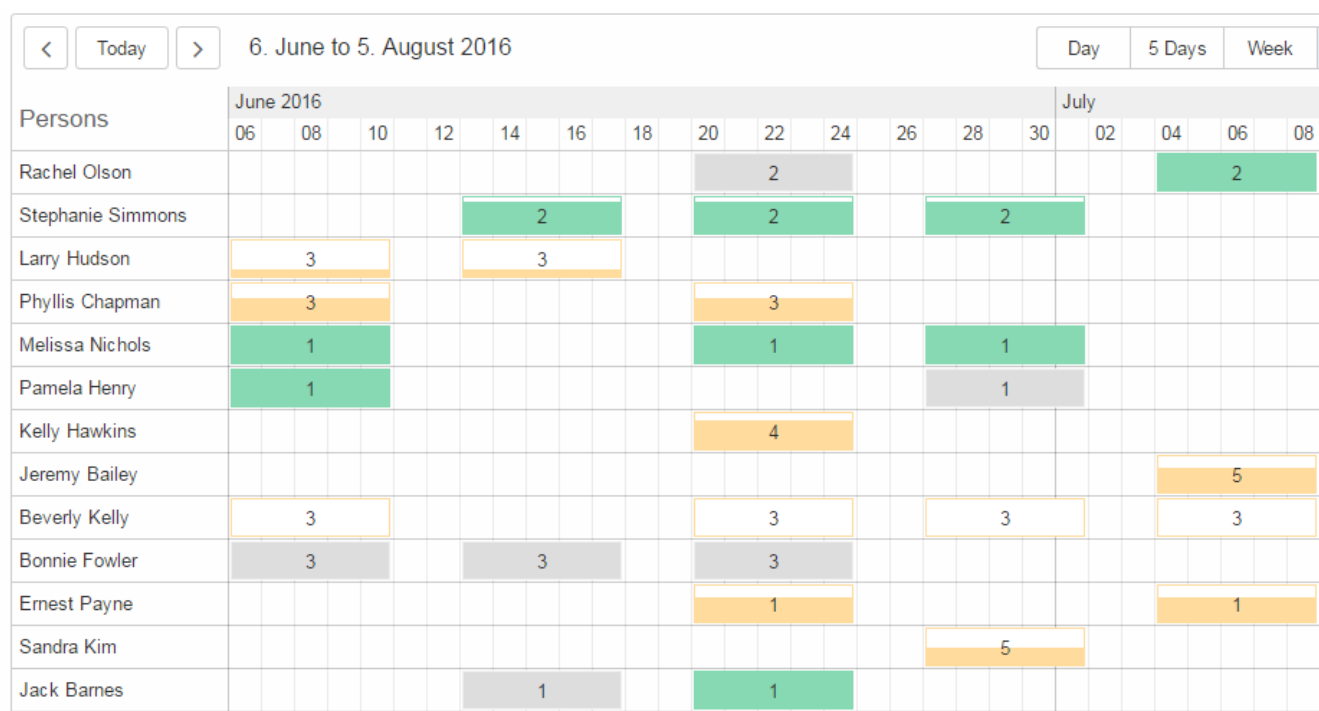 Today 6. June to 5. August 2016 Day 5 Days Week
Persons
June 2016 July
06 08 10 12 14 16 18 20 22 24 26 28 30 02 04 06 08
Rachel Olson 2 2
Stephanie Simmons 2 2 2
Larry Hudson 3 3
Phyllis Chapman 3 3
Melissa Nichols 1 1 1
Pamela Henry 1 1
Kelly Hawkins 4
Jeremy Bailey 5
Beverly Kelly 3 3 3 3
Bonnie Fowler 3 3 3
Ernest Payne 1 1
Sandra Kim 5
Jack Barnes 1 1